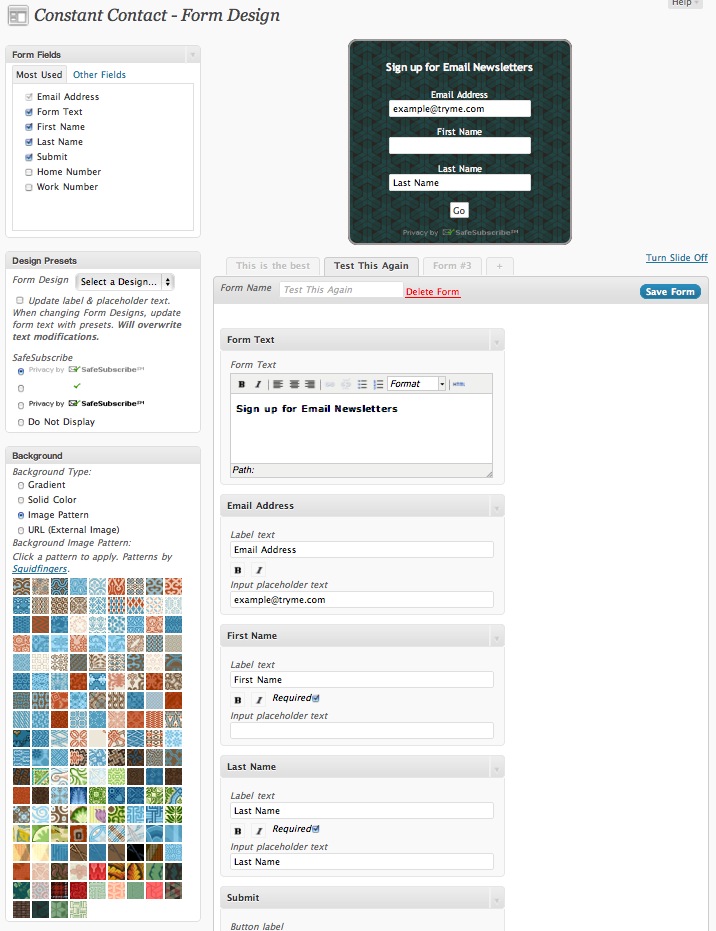 Constant Contact - Form Design
Help
Form Fields
Most Used
Other Fields
Email Address
Form Text
First Name
Last Name
Submit
Home Number
Work Number
Sign up for Email Newsletters
Email Address
example@tryme.com
First Name
Last Name
Last Name
Go
Privacy by SafeSubscribe℠
Design Presets
Form Design
Select a Design...
Update label & placeholder text.
When changing Form Designs, update
form text with presets. Will overwrite
text modifications.
SafeSubscribe
Privacy by SafeSubscribe℠
Privacy by SafeSubscribe℠
Do Not Display
Background
Background Type:
Gradient
Solid Color
Image Pattern
URL (External Image)
Background Image Pattern:
Click a pattern to apply. Patterns by
Squidfingers.
Turn Slide Off
This is the best
Test This Again
Form #3
+
Form Name
Test This Again
Delete Form
Save Form
Form Text
Form Text
B I Format HTML
Sign up for Email Newsletters
Path:
Email Address
Label text
Email Address
B I
Input placeholder text
example@tryme.com
First Name
Label text
First Name
B I Required
Input placeholder text
Last Name
Label text
Last Name
B I Required
Input placeholder text
Last Name
Submit
Button label